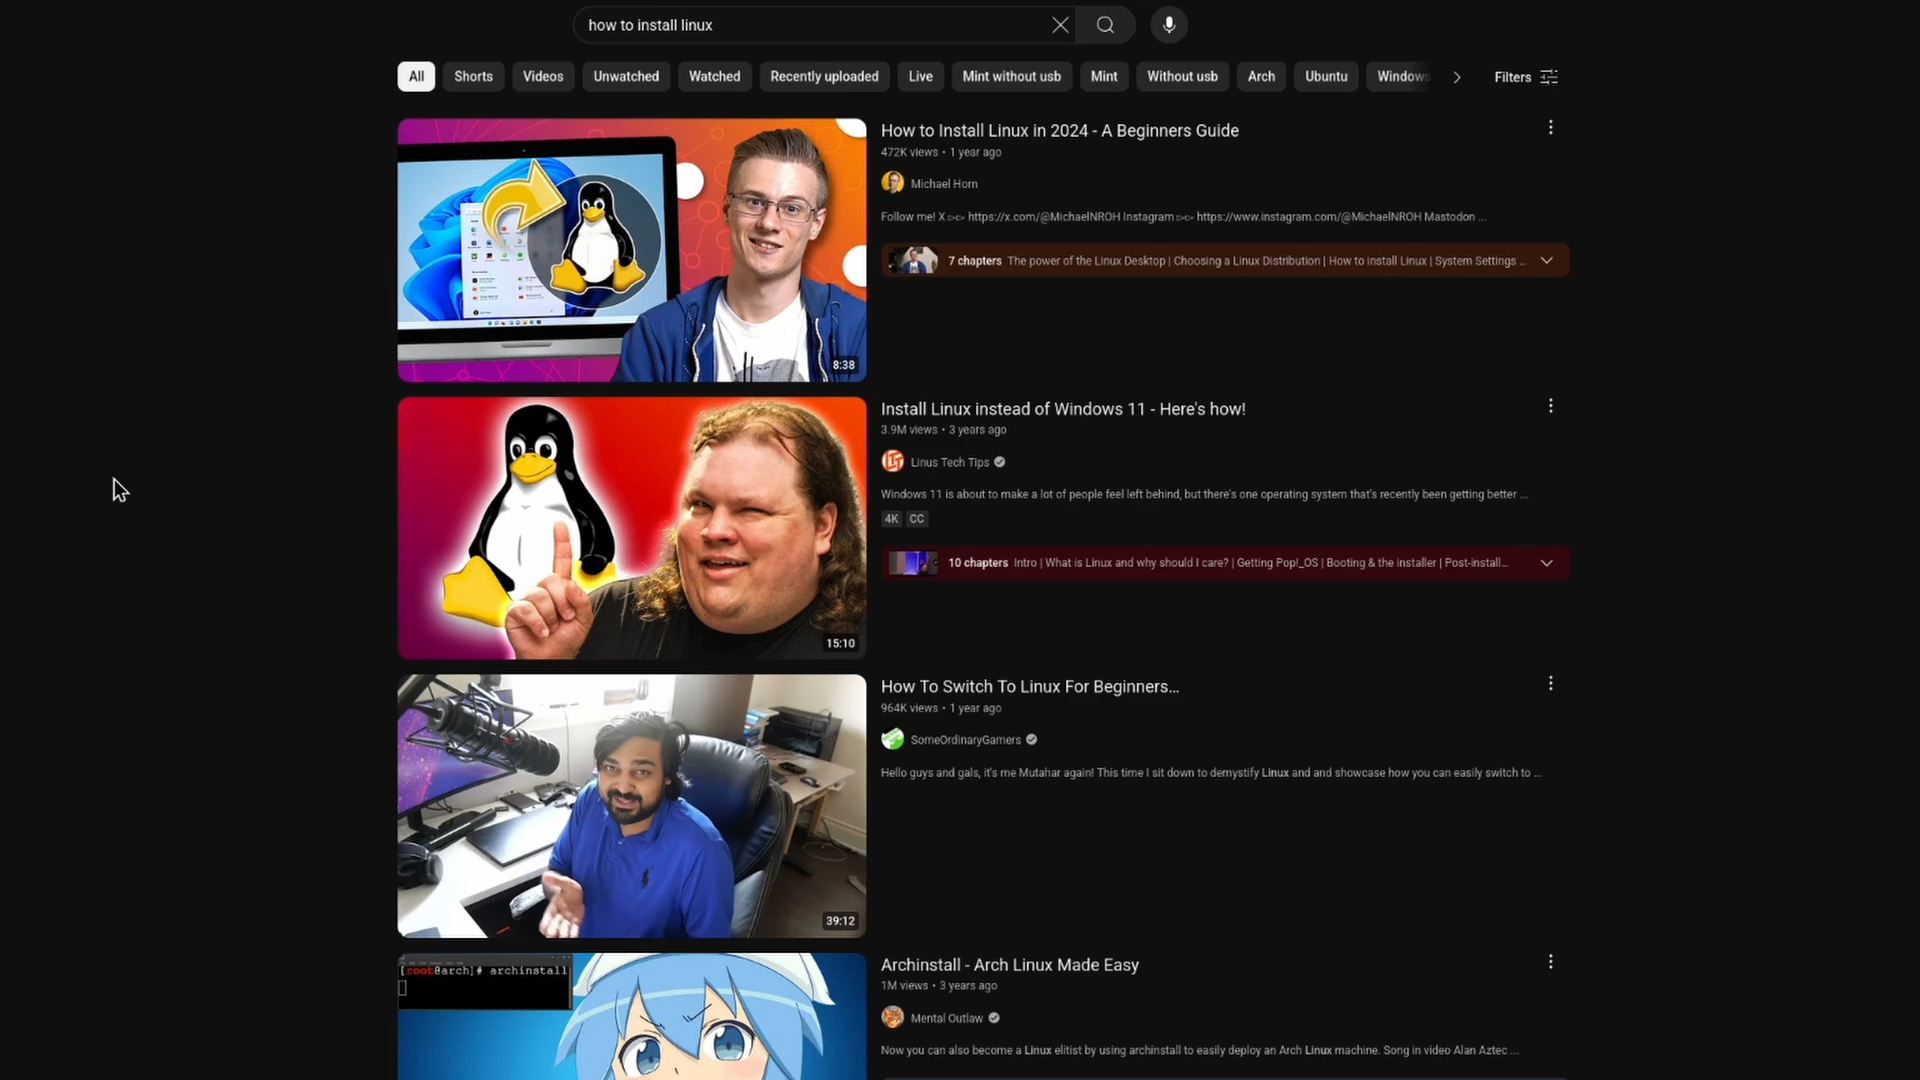 how to install linux
All
Shorts
Videos
Unwatched
Watched
Recently uploaded
Live
Mint without usb
Mint
Without usb
Arch
Ubuntu
Windows
Filters
How to Install Linux in 2024 - A Beginners Guide
472K views • 1 year ago
Michael Horn
Follow me! X ▻▻ https://x.com/@MichaelNROH Instagram ▻▻ https://www.instagram.com/@MichaelNROH Mastodon ...
7 chapters The power of the Linux Desktop | Choosing a Linux Distribution | How to install Linux | System Settings ...
8:38
Install Linux instead of Windows 11 - Here's how!
3.9M views • 3 years ago
Linus Tech Tips
Windows 11 is about to make a lot of people feel left behind, but there's one operating system that's recently been getting better ...
4K CC
10 chapters Intro | What is Linux and why should I care? | Getting Pop!_OS | Booting & the installer | Post-install...
15:10
How To Switch To Linux For Beginners...
964K views • 1 year ago
SomeOrdinaryGamers
Hello guys and gals, it's me Mutahar again! This time I sit down to demystify Linux and and showcase how you can easily switch to ...
39:12
[root@arch]# archinstall
Archinstall - Arch Linux Made Easy
1M views • 3 years ago
Mental Outlaw
Now you can also become a Linux elitist by using archinstall to easily deploy an Arch Linux machine. Song in video Alan Aztec ...